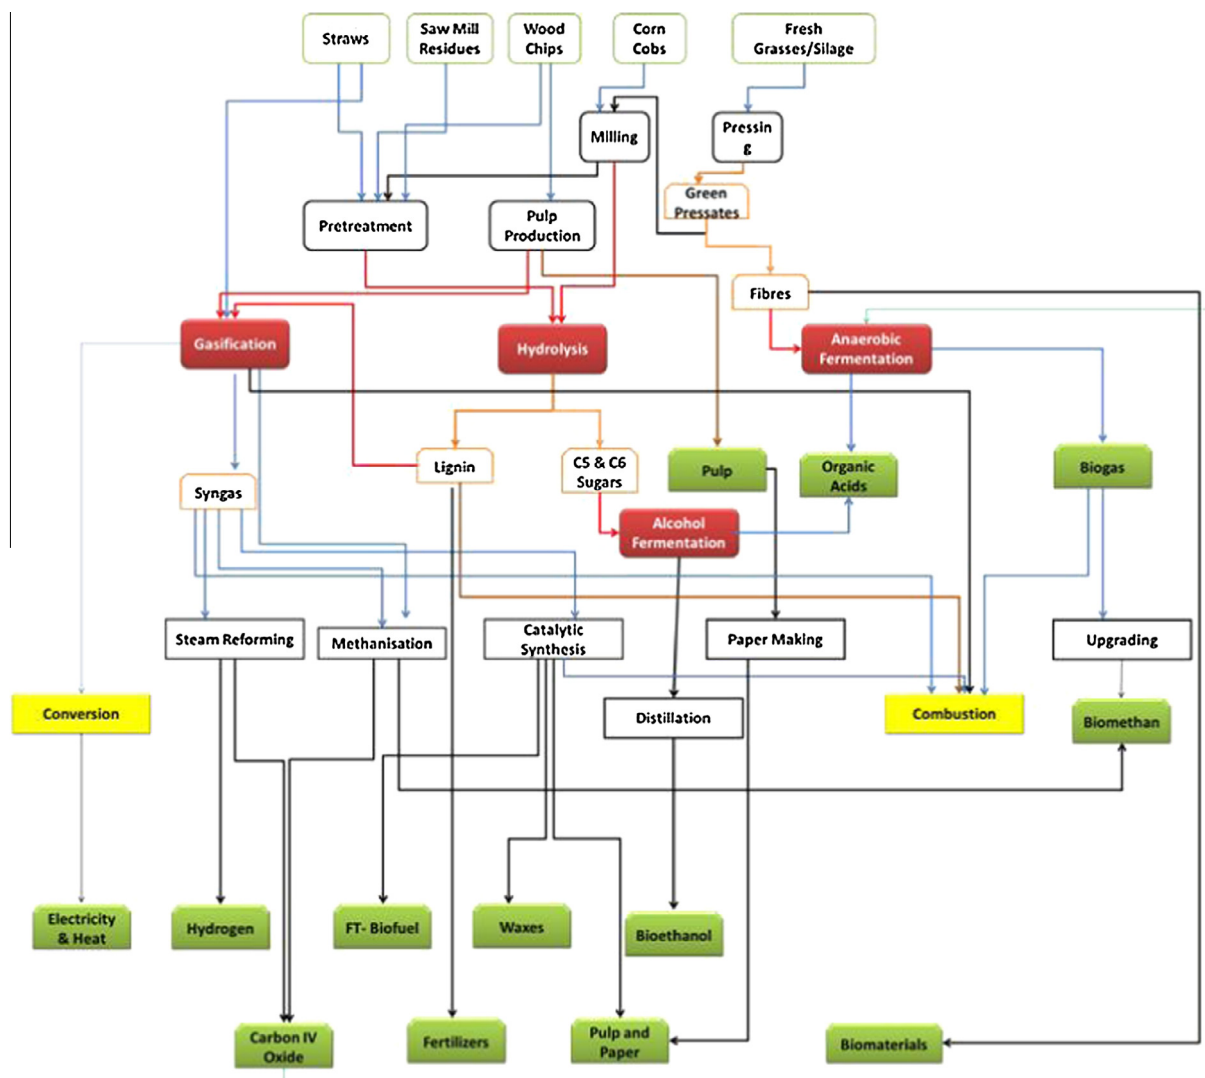 Straws
Saw Mill
Residues
Wood
Chips
Corn
Cobs
Fresh
Grasses/Silage
Milling
Pressin
g
Green
Pressates
Pretreatment
Pulp
Production
Fibres
Gasification
Hydrolysis
Anaerobic
Fermentation
Lignin
C5 & C6
Sugars
Pulp
Organic
Acids
Biogas
Syngas
Alcohol
Fermentation
Steam Reforming
Methanisation
Catalytic
Synthesis
Paper Making
Upgrading
Conversion
Distillation
Combustion
Biomethan
Electricity
& Heat
Hydrogen
FT- Biofuel
Waxes
Bioethanol
Carbon IV
Oxide
Fertilizers
Pulp and
Paper
Biomaterials